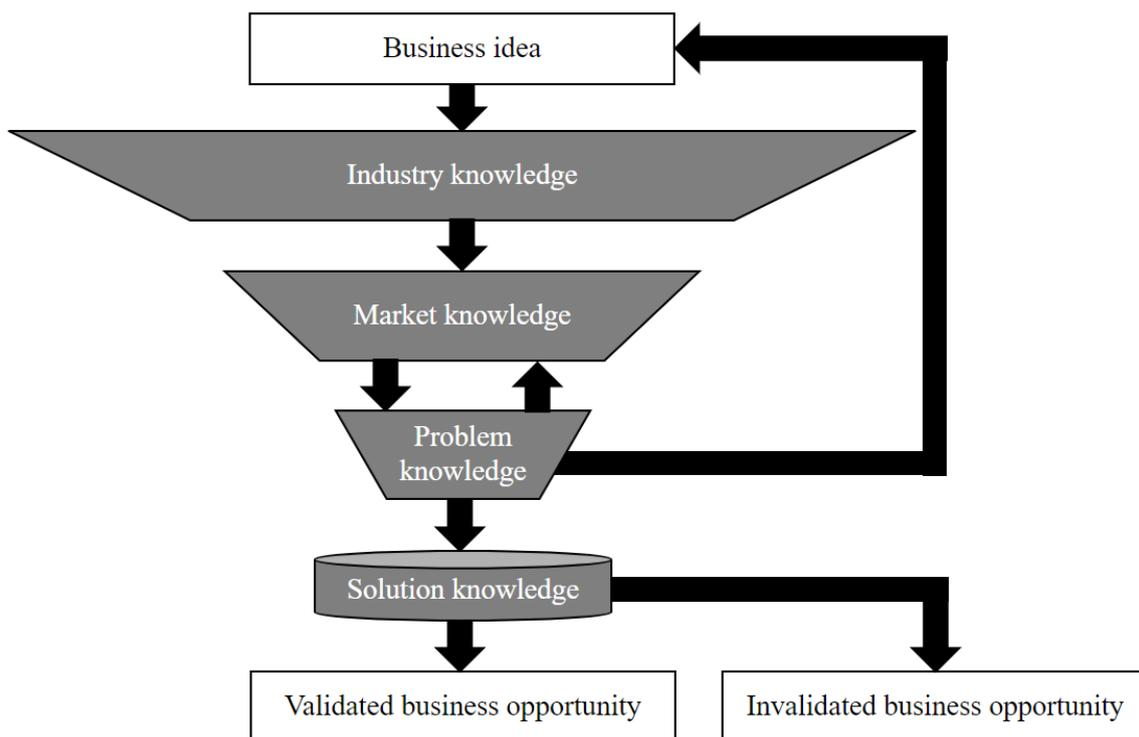 Business idea
Industry knowledge
Market knowledge
Problem
knowledge
Solution knowledge
Validated business opportunity
Invalidated business opportunity